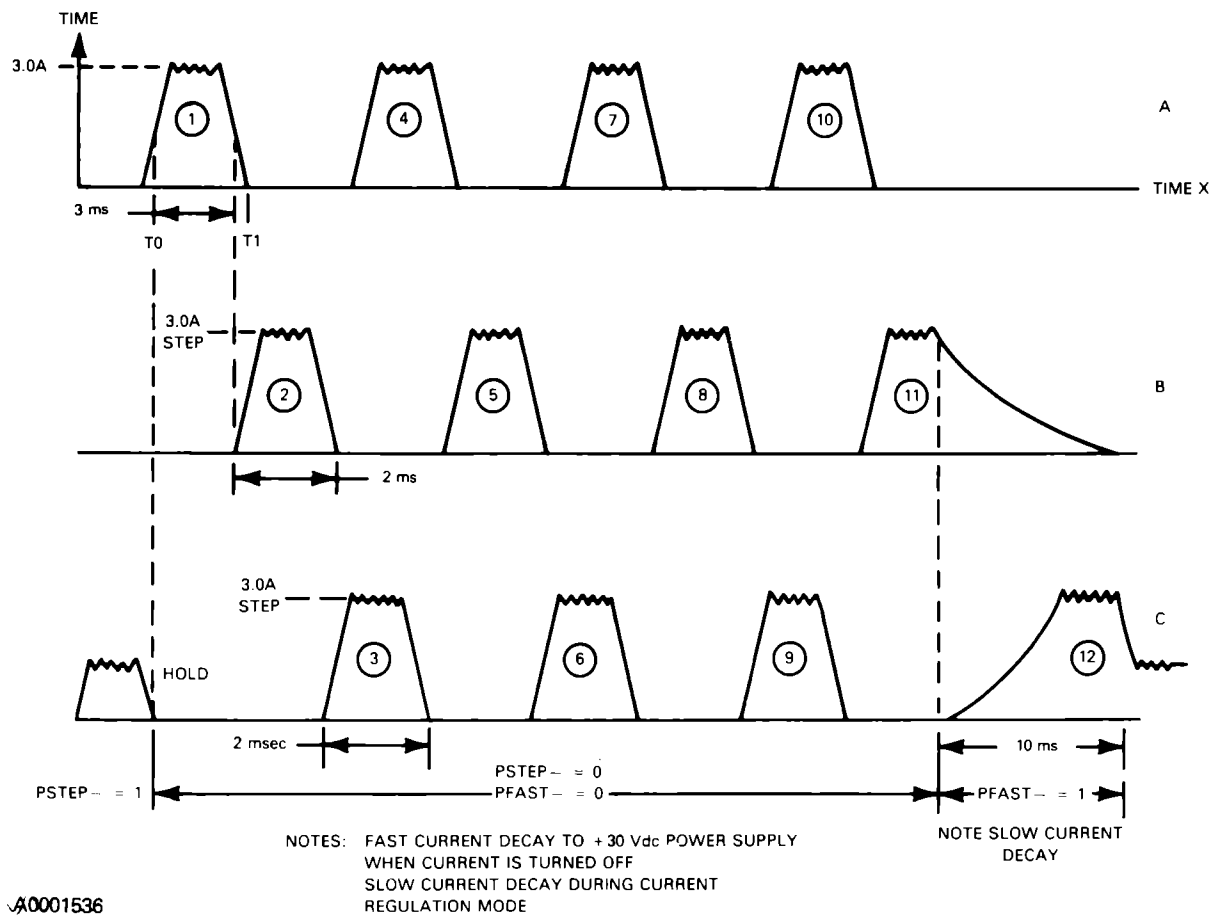 TIME
3.0A
1
4
7
10
A
TIME X
3 ms
T0
T1
3.0A
STEP
2
5
8
11
B
2 ms
3.0A
STEP
HOLD
3
6
9
12
C
2 msec
10 ms
PSTEP– = 1
PSTEP– = 0
PFAST– = 0
PFAST– = 1
NOTES: FAST CURRENT DECAY TO +30 Vdc POWER SUPPLY
WHEN CURRENT IS TURNED OFF
SLOW CURRENT DECAY DURING CURRENT
REGULATION MODE
NOTE SLOW CURRENT
DECAY
A0001536